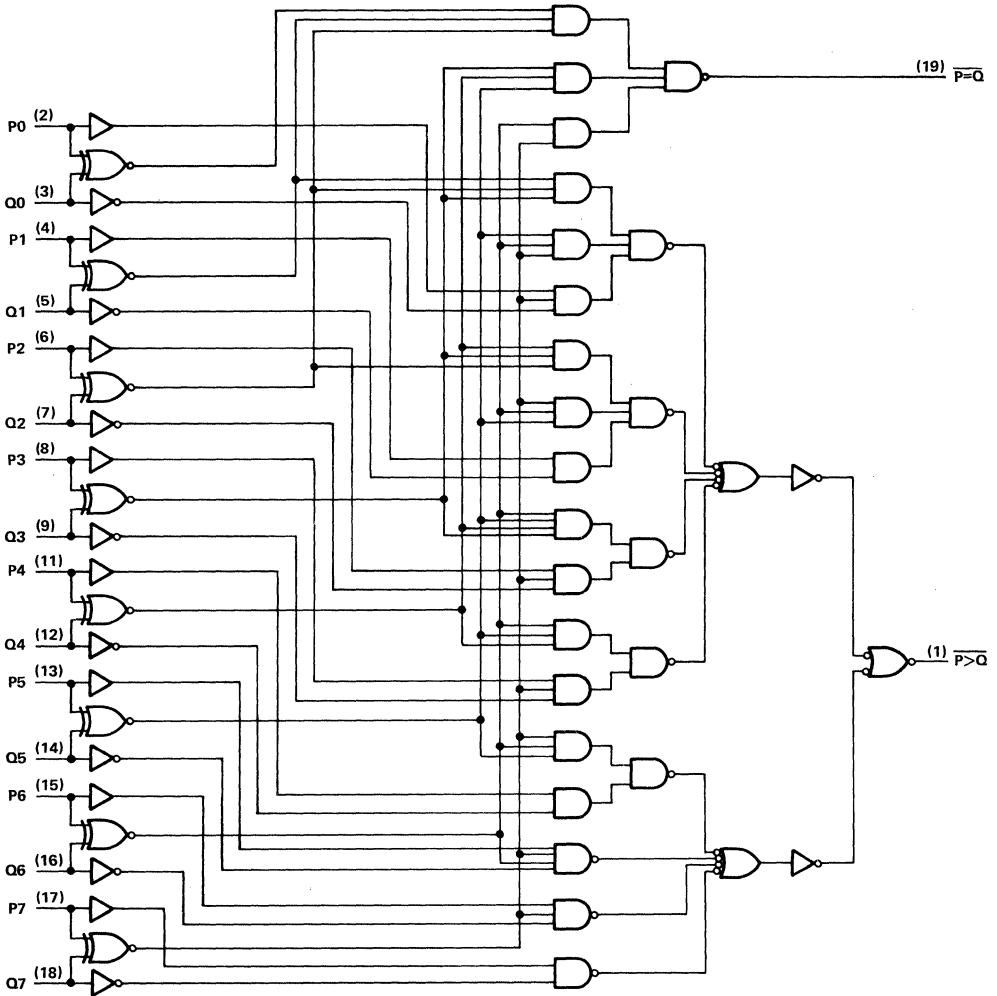 (19) P=Q
P0 (2)
Q0 (3)
P1 (4)
Q1 (5)
P2 (6)
Q2 (7)
P3 (8)
Q3 (9)
P4 (11)
Q4 (12)
P5 (13)
(1) P>Q
Q5 (14)
P6 (15)
Q6 (16)
P7 (17)
Q7 (18)